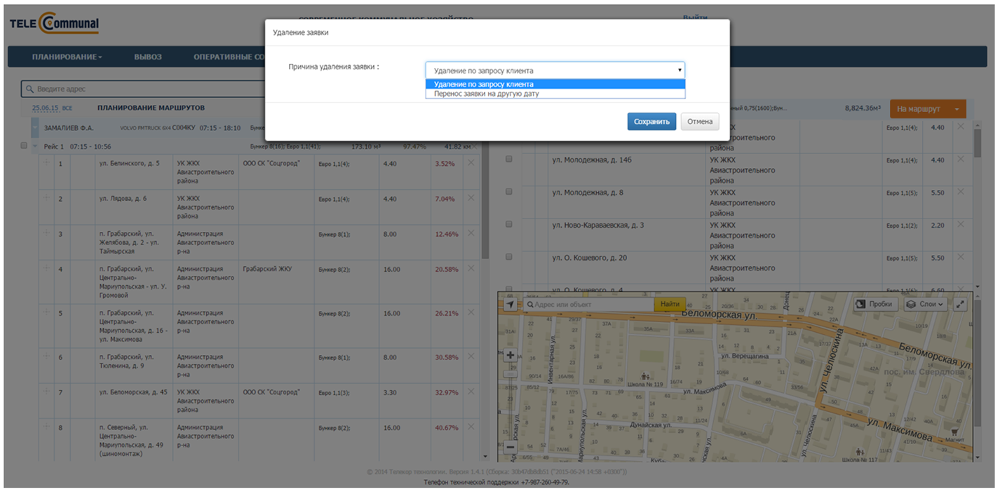 TELE Communal
Выйти
ПЛАНИРОВАНИЕ
ВЫВОЗ
ОПЕРАТИВНЫЕ СО
Удаление заявки
Причина удаления заявки :
Удаление по запросу клиента
Удаление по запросу клиента
Перенос заявки на другую дату
Сохранить
Отмена
Введите адрес
25.06.15 ВСЕ
ПЛАНИРОВАНИЕ МАРШРУТОВ
ный 0,75(1600);Бун...
8,824.36м³
На маршрут
ЗАМАЛИЕВ Ф.А. VOLVO FMTRUCK 6X4 С004КУ 07:15 - 18:10 Бунке
Рейс 1 07:15 - 10:56 Бункер 8(16); Евро 1,1(41); 173.10 м³ 97.47% 41.82 км
1 ул. Белинского, д. 5 УК ЖКХ ООО СК "Соцгород" Евро 1,1(4); 4.40 3.52%
Авиастроительного
района
2 ул. Лядова, д. 6 УК ЖКХ Евро 1,1(4); 4.40 7.04%
Авиастроительного
района
3 п. Грабарский, ул. Администрация Бункер 8(1); 8.00 12.46%
Желябова, д. 2 - ул. Авиастроительного
Таймырская р-на
4 п. Грабарский, ул. Администрация Грабарский ЖКУ Бункер 8(2); 16.00 20.58%
Центрально- Авиастроительного
Мариупольская - ул. У. р-на
Громовой
5 п. Грабарский, ул. Администрация Бункер 8(2); 16.00 26.21%
Центрально- Авиастроительного
Мариупольская, д. 16 - р-на
ул. Максимова
6 п. Грабарский, ул. Администрация Бункер 8(1); 8.00 30.58%
Тюленина, д. 9 Авиастроительного
р-на
7 ул. Беломорская, д. 45 УК ЖКХ ООО СК "Соцгород" Евро 1,1(3); 3.30 32.97%
Авиастроительного
района
8 п. Северный, ул. Администрация Бункер 8(2); 16.00 40.67%
Центрально- Авиастроительного
Мариупольская, д. 49 р-на
(шиномонтаж)
КХ Евро 1,1(4); 4.40
астроительного
района
ул. Молодежная, д. 14б УК ЖКХ Евро 1,1(4); 4.40
Авиастроительного
района
ул. Молодежная, д. 8 УК ЖКХ Евро 1,1(5); 5.50
Авиастроительного
района
ул. Ново-Караваевская, д. 3 УК ЖКХ Евро 1,1(2); 2.20
Авиастроительного
района
ул. О. Кошевого, д. 20 УК ЖКХ Евро 1,1(5); 5.50
Авиастроительного
района
ул. О. Кошевого, д. 4 УК ЖКХ Евро 1,1(6); 6.60
Адрес или объект
Найти
Пробки
Слои
Беломорская ул.
Беломорская ул.
ул. Челюскина
пос. им. Свердлова
ул. Верещагина
Инвентарная ул.
Школа № 119
ул. Максимова
Дунайская ул.
ул. Челюскина
ул. Максимова
Магнит
Школа № 117
© 2014 Телекор технологии. Версия 1.4.1 (Сборка: 30b47db8db51 ("2015-06-24 14:58 +0300"))
Телефон технической поддержки +7-987-260-49-79.